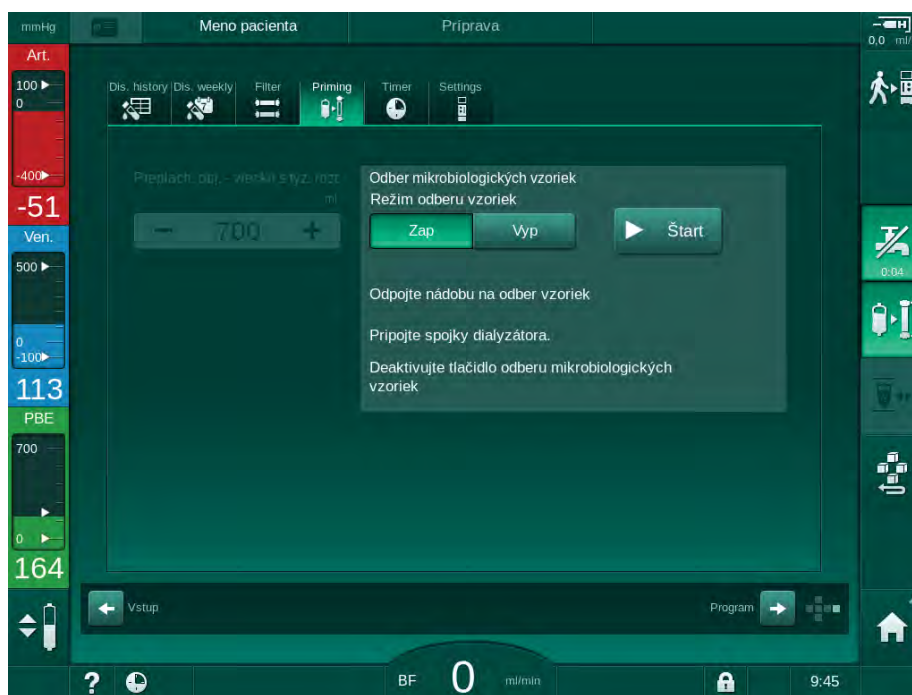 mmHg
Meno pacienta
Príprava
0,0 ml/
Art.
100
0
-400
-51
Ven.
500
0
-100
113
PBE
700
0
164
Dis. history
Dis. weekly
Filter
Priming
Timer
Settings
ml
700
Odber mikrobiologických vzoriek
Režim odberu vzoriek
Zap
Vyp
Štart
Odpojte nádobu na odber vzoriek
Pripojte spojky dialyzátora.
Deaktivujte tlačidlo odberu mikrobiologických
vzoriek
0:04
Vstup
Program
? BF 0 ml/min 9:45